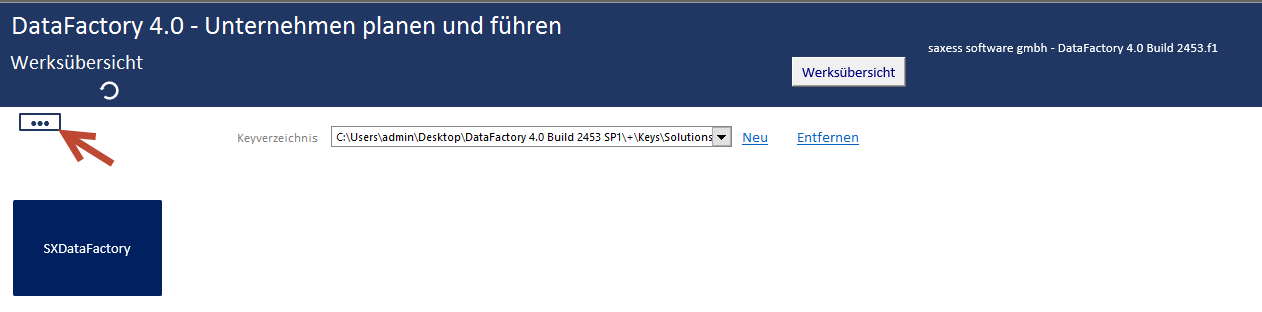 DataFactory 4.0 - Unternehmen planen und führen
saxess software gmbh - DataFactory 4.0 Build 2453.f1
Werksübersicht
Werksübersicht
Keyverzeichnis C:\Users\admin\Desktop\DataFactory 4.0 Build 2453 SP1\+\Keys\Solutions Neu Entfernen
SXDataFactory